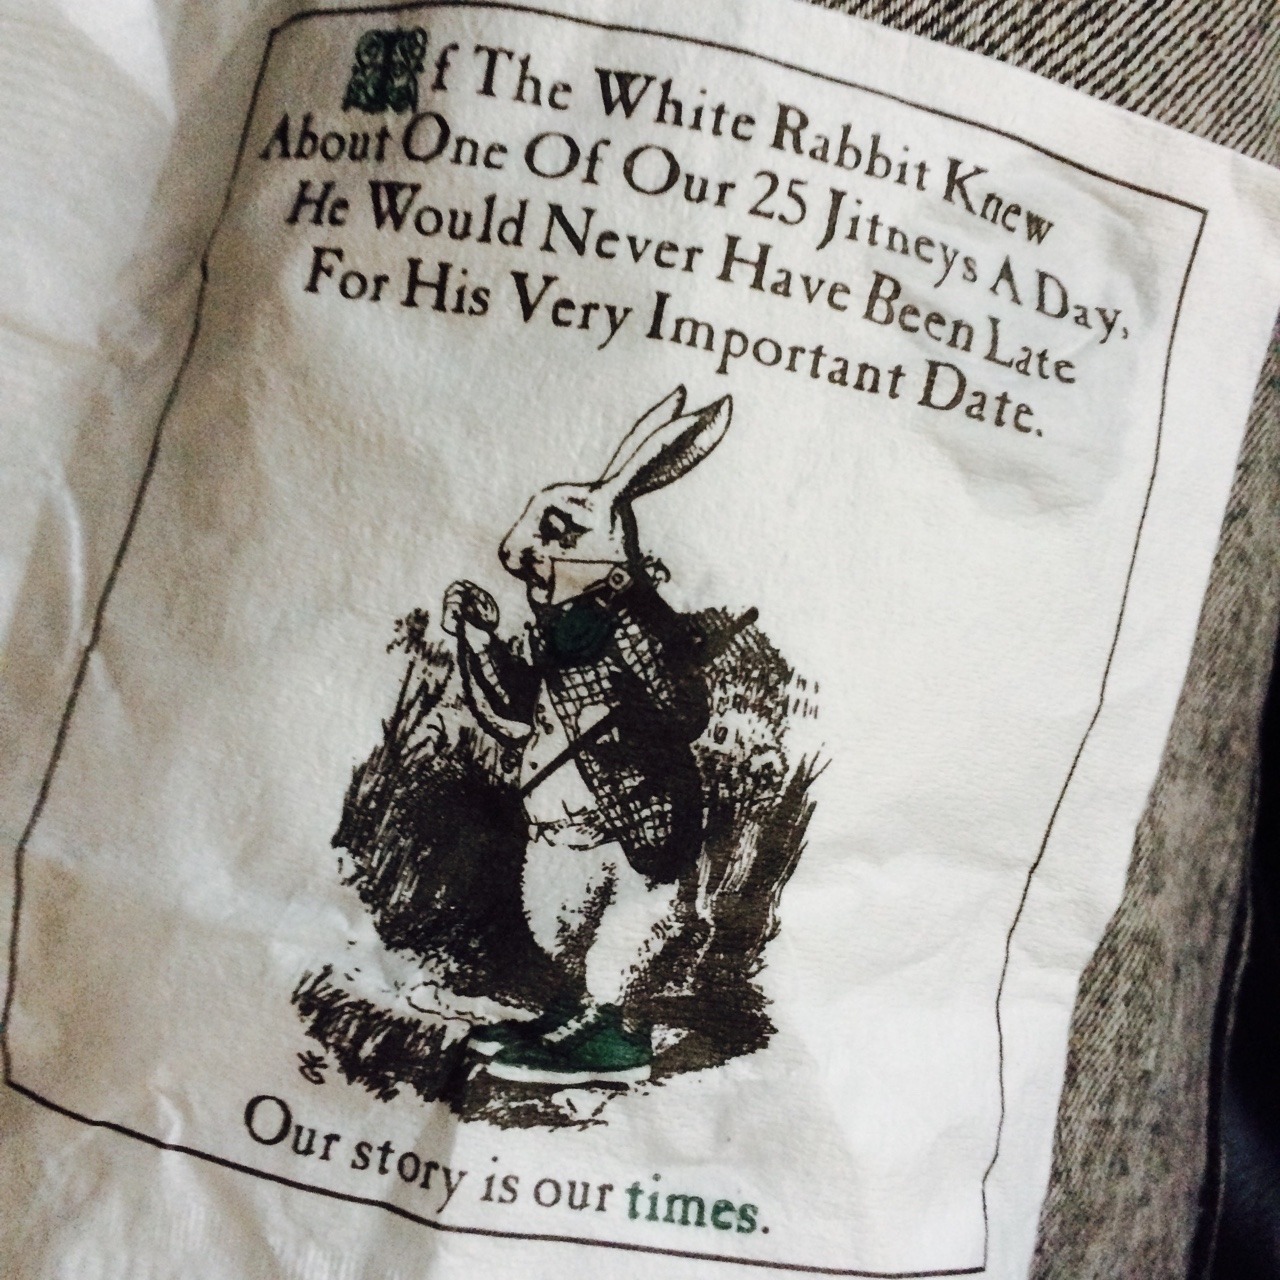 If The White Rabbit Knew
About One Of Our 25 Jitneys A Day,
He Would Never Have Been Late
For His Very Important Date.
Our story is our times.